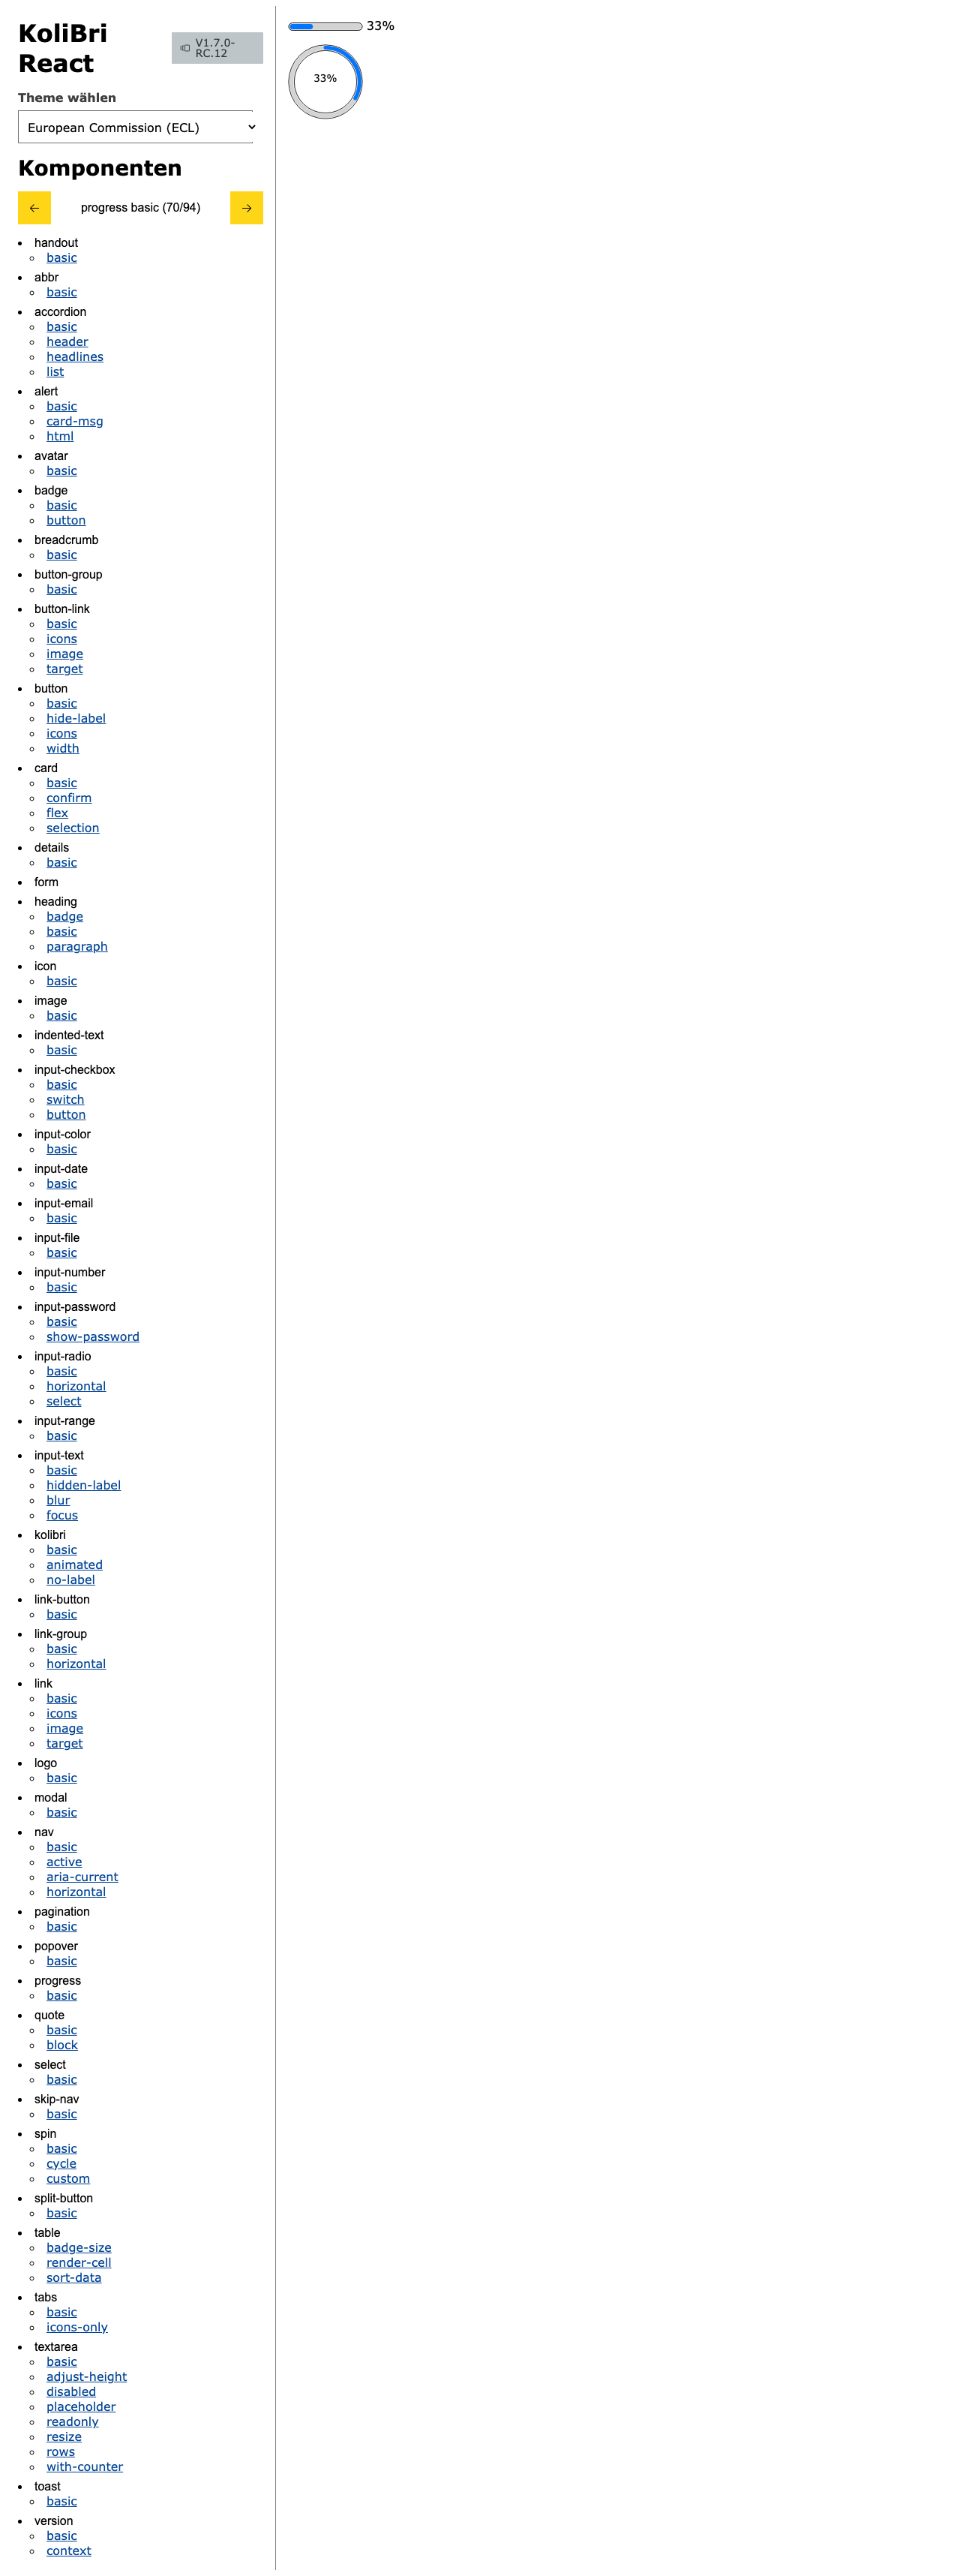 KoliBri
React
V1.7.0-
RC.12
Theme wählen
European Commission (ECL)
Komponenten
← progress basic (70/94) →
handout
basic
abbr
basic
accordion
basic
header
headlines
list
alert
basic
card-msg
html
avatar
basic
badge
basic
button
breadcrumb
basic
button-group
basic
button-link
basic
icons
image
target
button
basic
hide-label
icons
width
card
basic
confirm
flex
selection
details
basic
form
heading
badge
basic
paragraph
icon
basic
image
basic
indented-text
basic
input-checkbox
basic
switch
button
input-color
basic
input-date
basic
input-email
basic
input-file
basic
input-number
basic
input-password
basic
show-password
input-radio
basic
horizontal
select
input-range
basic
input-text
basic
hidden-label
blur
focus
kolibri
basic
animated
no-label
link-button
basic
link-group
basic
horizontal
link
basic
icons
image
target
logo
basic
modal
basic
nav
basic
active
aria-current
horizontal
pagination
basic
popover
basic
progress
basic
quote
basic
block
select
basic
skip-nav
basic
spin
basic
cycle
custom
split-button
basic
table
badge-size
render-cell
sort-data
tabs
basic
icons-only
textarea
basic
adjust-height
disabled
placeholder
readonly
resize
rows
with-counter
toast
basic
version
basic
context
33%
33%